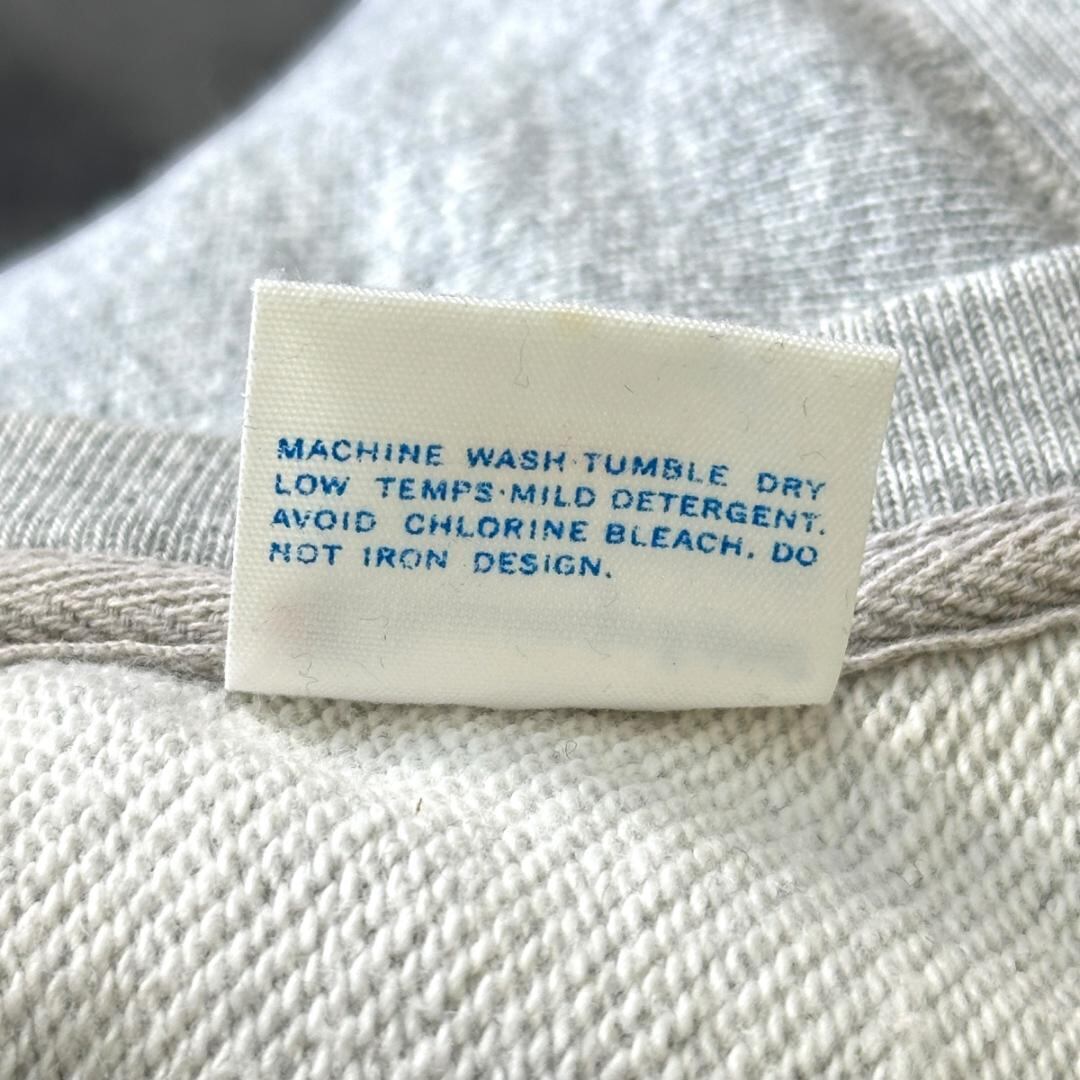 MACHINE WASH·TUMBLE DRY
LOW TEMPS·MILD DETERGENT.
AVOID CHLORINE BLEACH. DO
NOT IRON DESIGN.